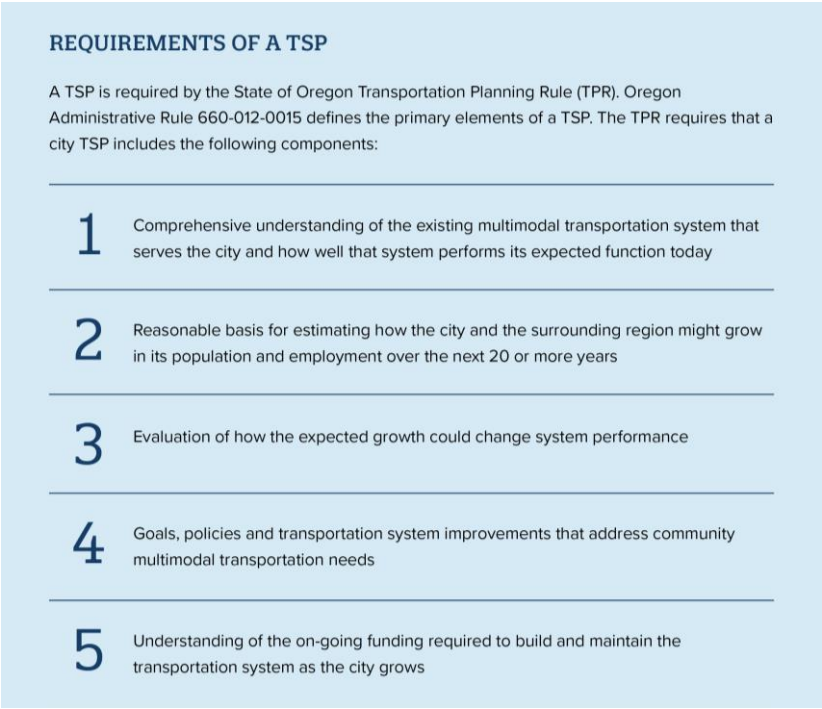 REQUIREMENTS OF A TSP
A TSP is required by the State of Oregon Transportation Planning Rule (TPR). Oregon
Administrative Rule 660-012-0015 defines the primary elements of a TSP. The TPR requires that a
city TSP includes the following components:
1
Comprehensive understanding of the existing multimodal transportation system that
serves the city and how well that system performs its expected function today
2
Reasonable basis for estimating how the city and the surrounding region might grow
in its population and employment over the next 20 or more years
3
Evaluation of how the expected growth could change system performance
4
Goals, policies and transportation system improvements that address community
multimodal transportation needs
5
Understanding of the on-going funding required to build and maintain the
transportation system as the city grows